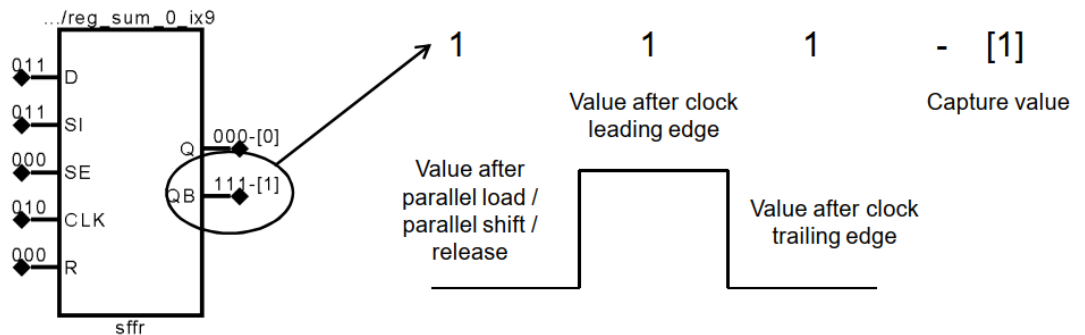 .../reg_sum_0_ix9
011
D
011
SI
000
SE
010
CLK
000
R
Q
000-[0]
QB
111-[1]
sffr
1 1 1 - [1]
Value after clock
leading edge
Capture value
Value after
parallel load /
parallel shift /
release
Value after clock
trailing edge